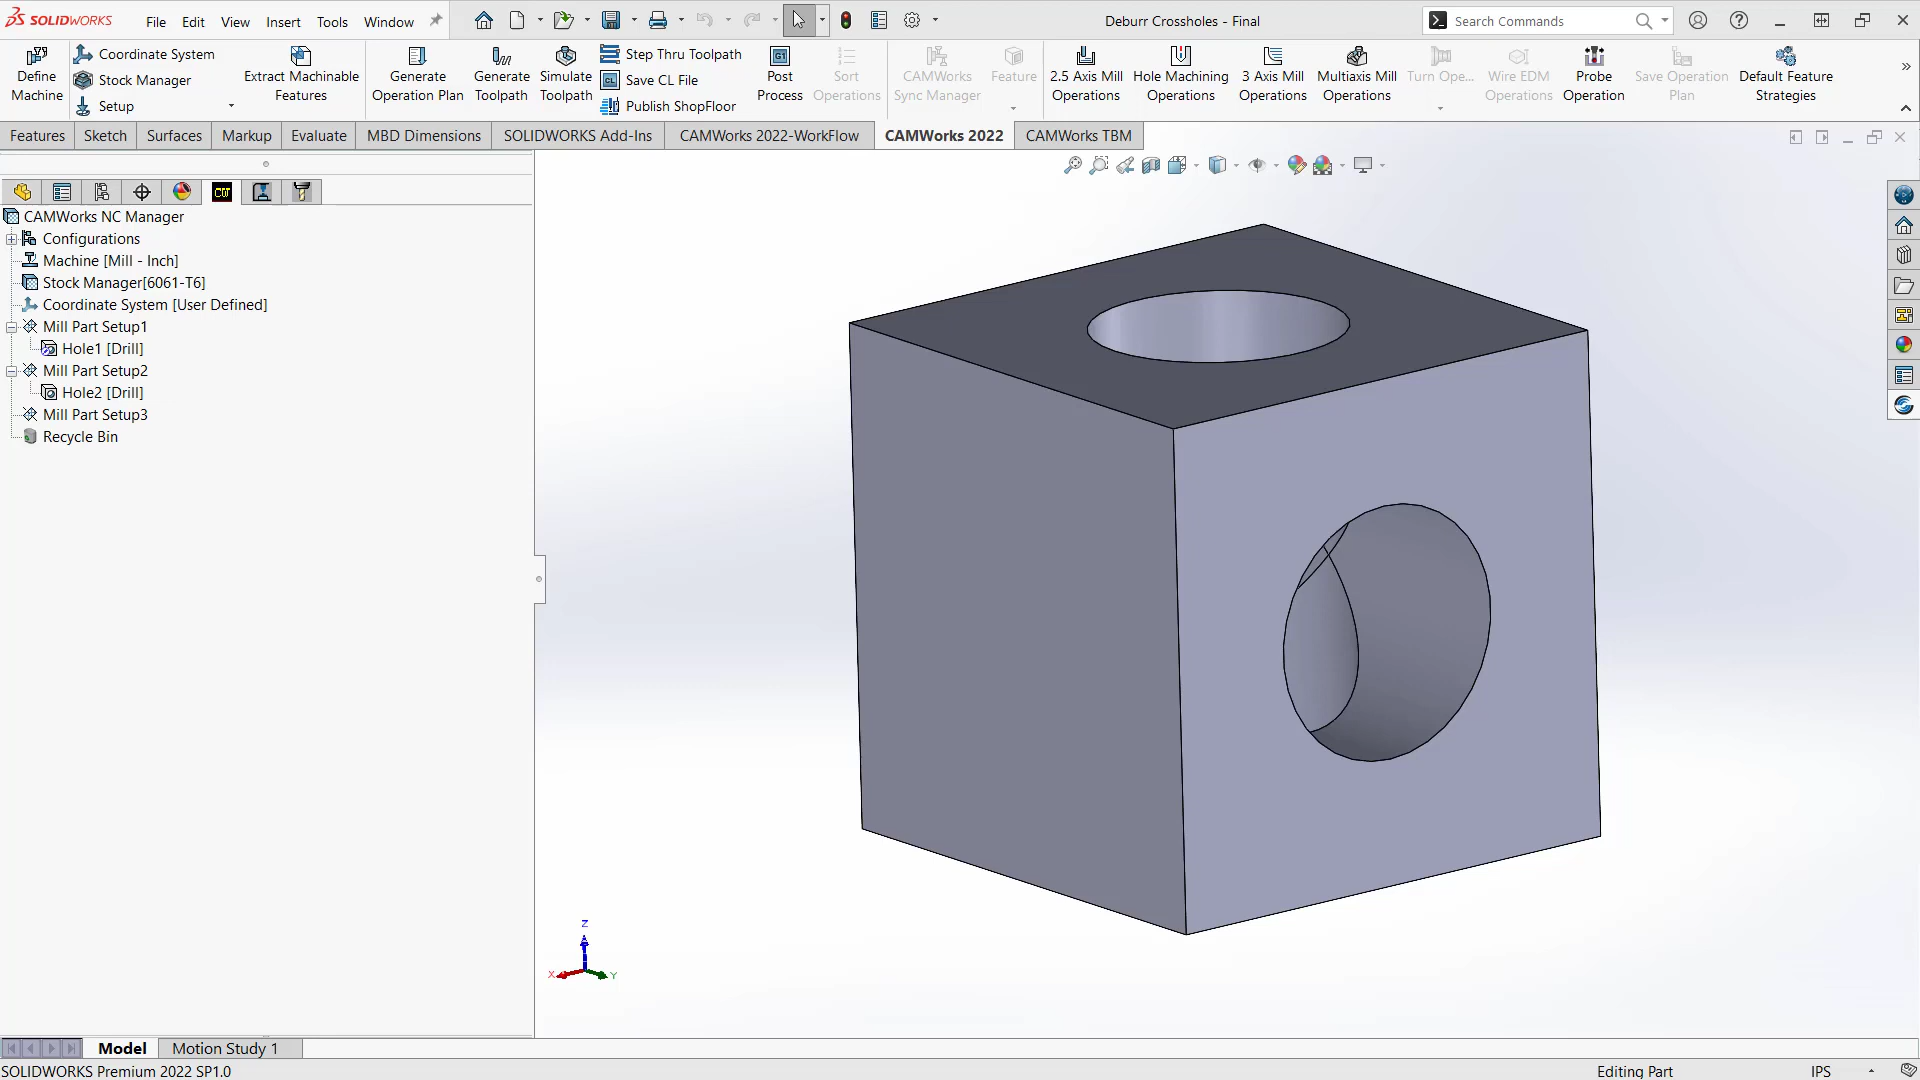 SOLIDWORKS File Edit View Insert Tools Window Deburr Crossholes - Final Search Commands
Define Machine
Coordinate System
Stock Manager
Setup
Extract Machinable Features
Generate Operation Plan
Generate Toolpath
Simulate Toolpath
Step Thru Toolpath
Save CL File
Publish ShopFloor
Post Process
Sort Operations
CAMWorks Sync Manager
Feature
2.5 Axis Mill Operations
Hole Machining Operations
3 Axis Mill Operations
Multiaxis Mill Operations
Turn Ope...
Wire EDM Operations
Probe Operation
Save Operation Plan
Default Feature Strategies
Features Sketch Surfaces Markup Evaluate MBD Dimensions SOLIDWORKS Add-Ins CAMWorks 2022-WorkFlow CAMWorks 2022 CAMWorks TBM
CAMWorks NC Manager
Configurations
Machine [Mill - Inch]
Stock Manager[6061-T6]
Coordinate System [User Defined]
Mill Part Setup1
Hole1 [Drill]
Mill Part Setup2
Hole2 [Drill]
Mill Part Setup3
Recycle Bin
Z
X Y
Model Motion Study 1
SOLIDWORKS Premium 2022 SP1.0 Editing Part IPS